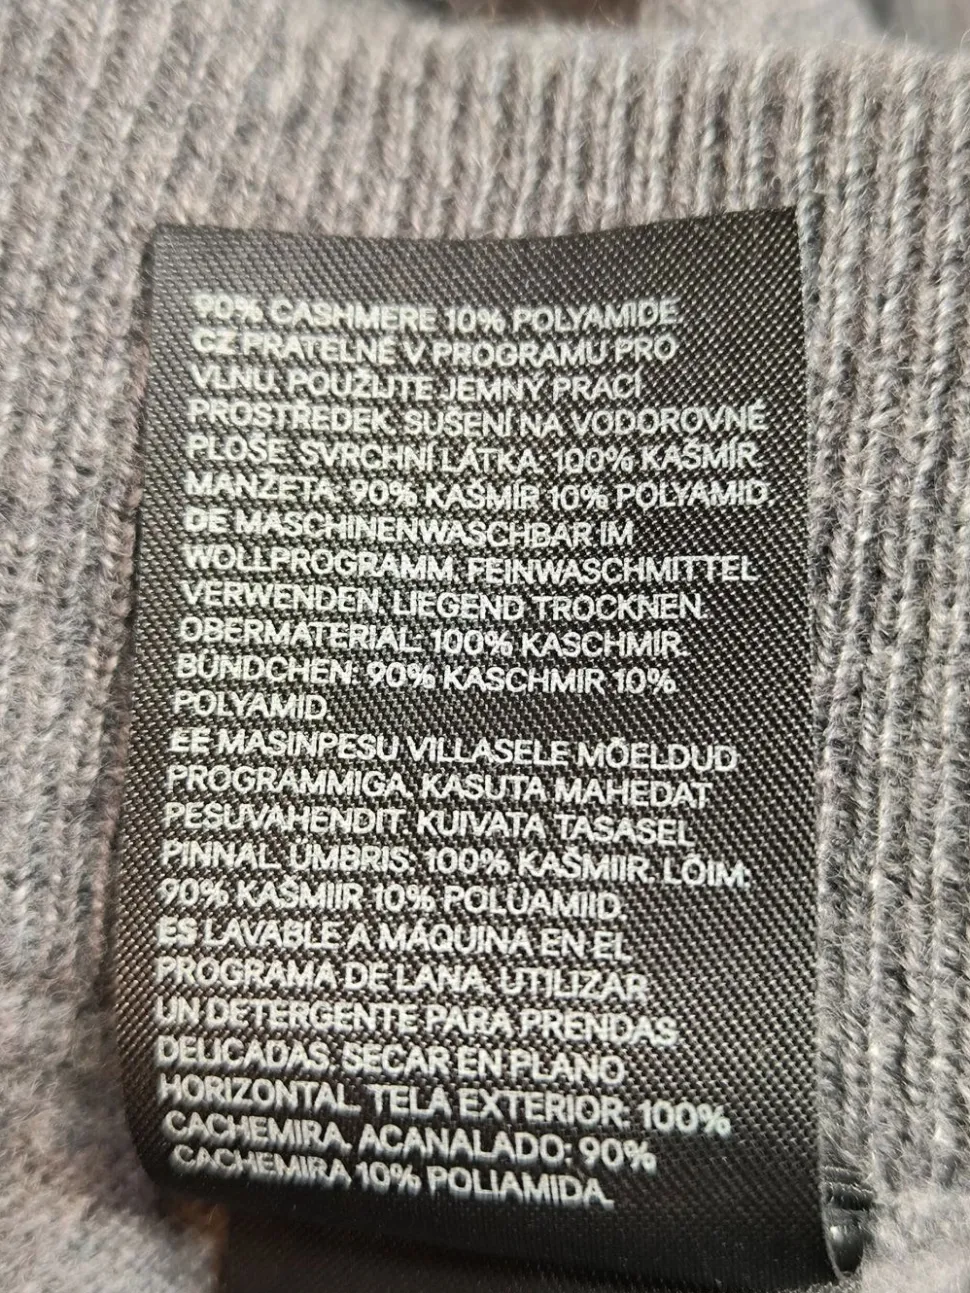 90% CASHMERE 10% POLYAMIDE.
CZ PRATELNÉ V PROGRAMU PRO
VLNU. POUŽIJTE JEMNÝ PRACÍ
PROSTŘEDEK. SUŠENÍ NA VODOROVNÉ
PLOŠE. SVRCHNÍ LÁTKA: 100% KAŠMÍR.
MANŽETA: 90% KAŠMÍR 10% POLYAMID.
DE MASCHINENWASCHBAR IM
WOLLPROGRAMM. FEINWASCHMITTEL
VERWENDEN. LIEGEND TROCKNEN.
OBERMATERIAL: 100% KASCHMIR.
BÜNDCHEN: 90% KASCHMIR 10%
POLYAMID.
EE MASINPESU VILLASELE MÕELDUD
PROGRAMMIGA. KASUTA MAHEDAT
PESUVAHENDIT. KUIVATA TASASEL
PINNAL. ÜMBRIS: 100% KAŠMIIR. LÕIM:
90% KAŠMIIR 10% POLÜAMIID.
ES LAVABLE A MÁQUINA EN EL
PROGRAMA DE LANA. UTILIZAR
UN DETERGENTE PARA PRENDAS
DELICADAS. SECAR EN PLANO
HORIZONTAL. TELA EXTERIOR: 100%
CACHEMIRA. ACANALADO: 90%
CACHEMIRA 10% POLIAMIDA.